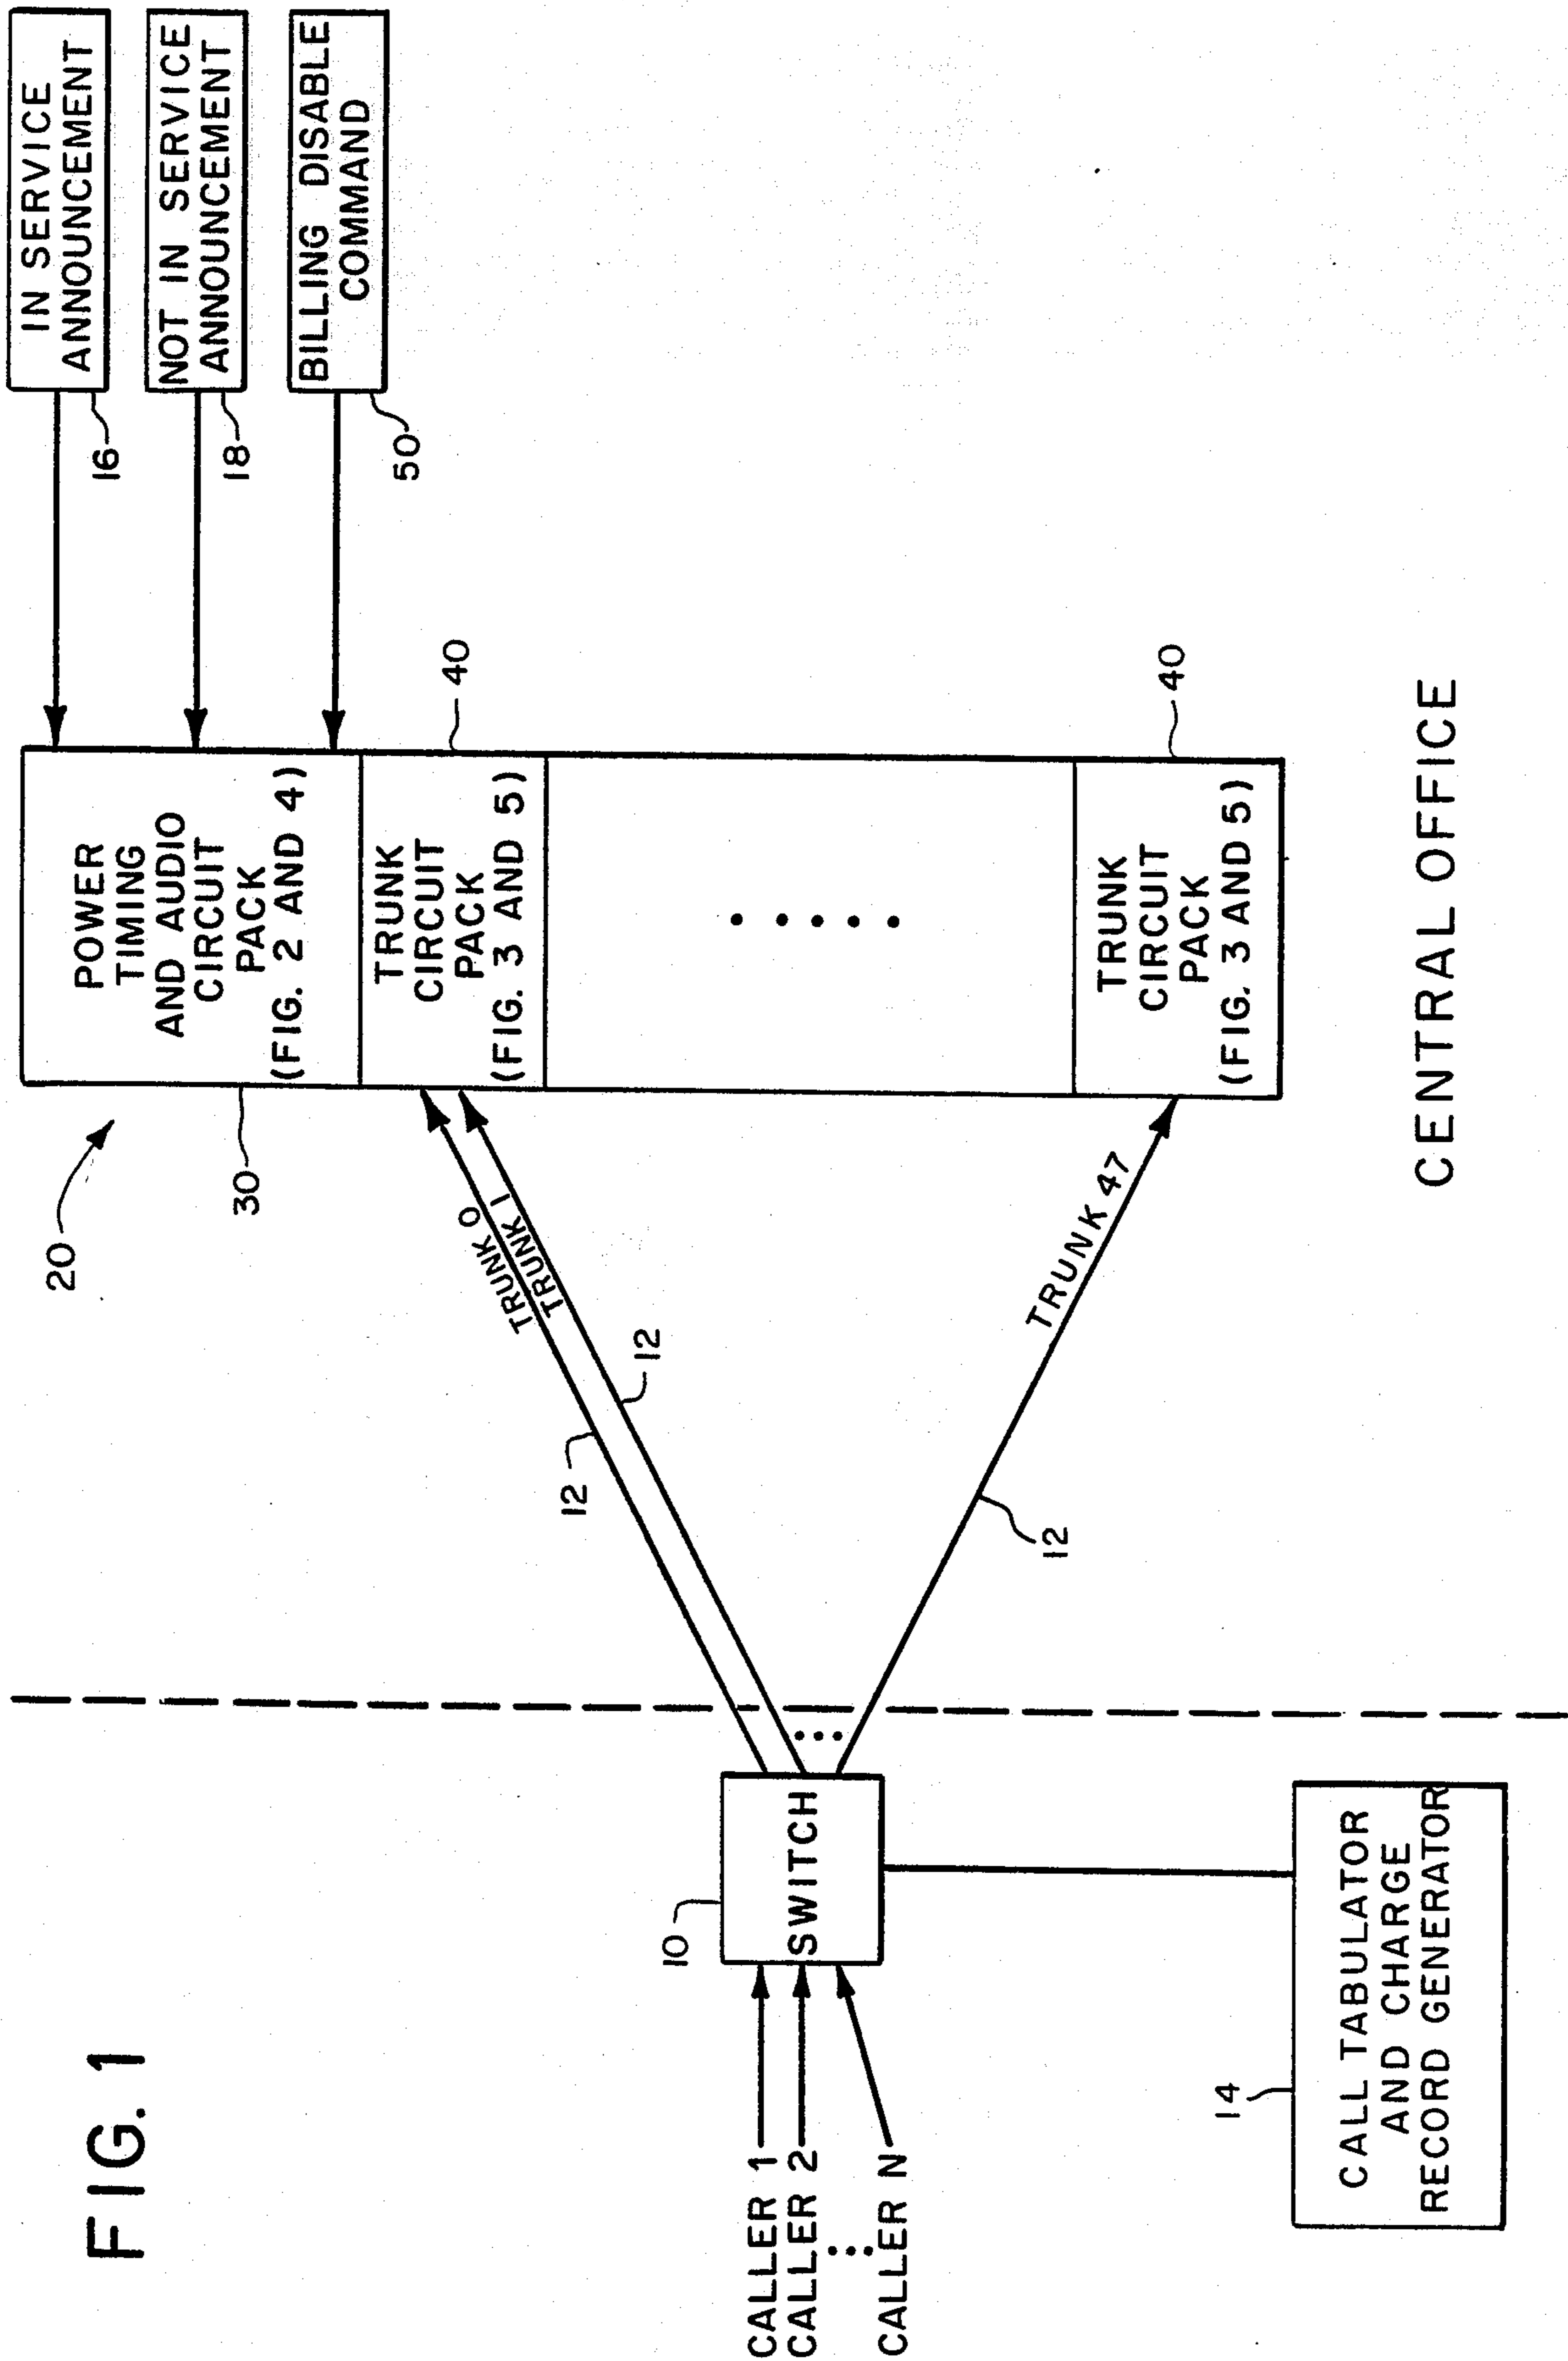 FIG. 1
CALLER 1
CALLER 2
CALLER N
10
SWITCH
14
CALL TABULATOR
AND CHARGE
RECORD GENERATOR
12
12
12
TRUNK 0
TRUNK 1
TRUNK 47
20
30
POWER
TIMING
AND AUDIO
CIRCUIT
PACK
(FIG. 2 AND 4)
TRUNK
CIRCUIT
PACK
(FIG. 3 AND 5)
40
TRUNK
CIRCUIT
PACK
(FIG. 3 AND 5)
40
IN SERVICE
ANNOUNCEMENT
16
NOT IN SERVICE
ANNOUNCEMENT
18
BILLING DISABLE
COMMAND
50
CENTRAL OFFICE